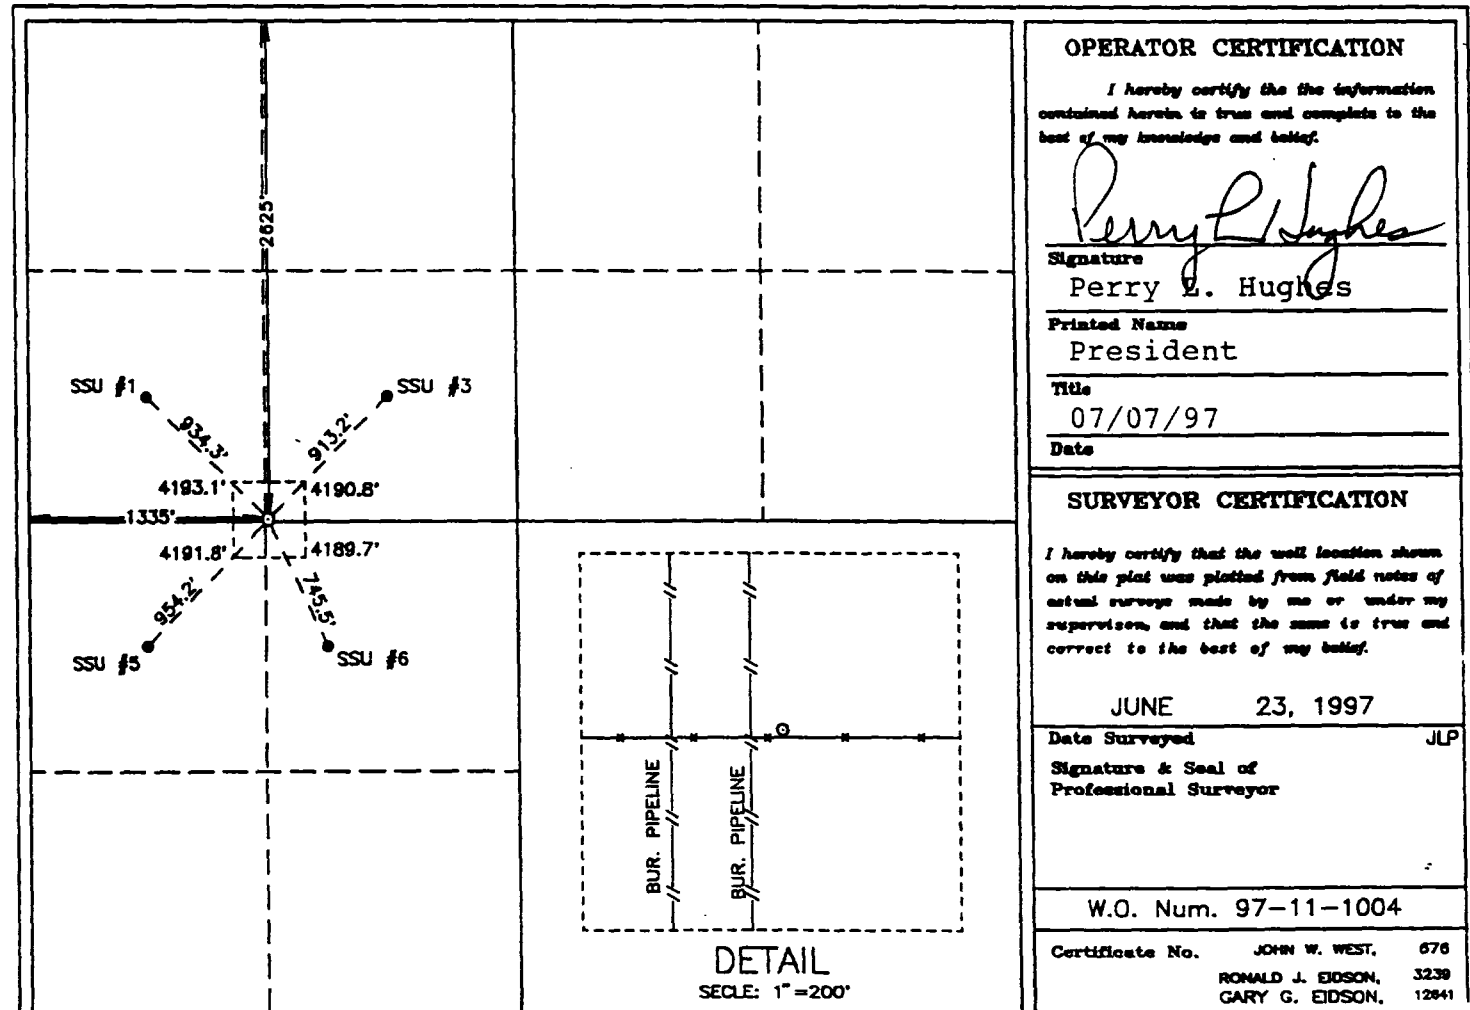 2625'
SSU #1
SSU #3
934.3'
913.2'
4193.1'
4190.8'
1335'
4191.8'
4189.7'
954.2'
745.5'
SSU #5
SSU #6
BUR. PIPELINE
BUR. PIPELINE
DETAIL
SECLE: 1"=200'
OPERATOR CERTIFICATION
I hereby certify the the information
contained herein is true and complete to the
best of my knowledge and belief.
Perry L Hughes
Signature
Perry L. Hughes
Printed Name
President
Title
07/07/97
Date
SURVEYOR CERTIFICATION
I hereby certify that the well location shown
on this plat was plotted from field notes of
actual surveys made by me or under my
supervison, and that the same is true and
correct to the best of my belief.
JUNE 23, 1997
Date Surveyed JLP
Signature & Seal of
Professional Surveyor
W.O. Num. 97-11-1004
Certificate No. JOHN W. WEST, 676
RONALD J. EIDSON, 3239
GARY G. EIDSON, 12641